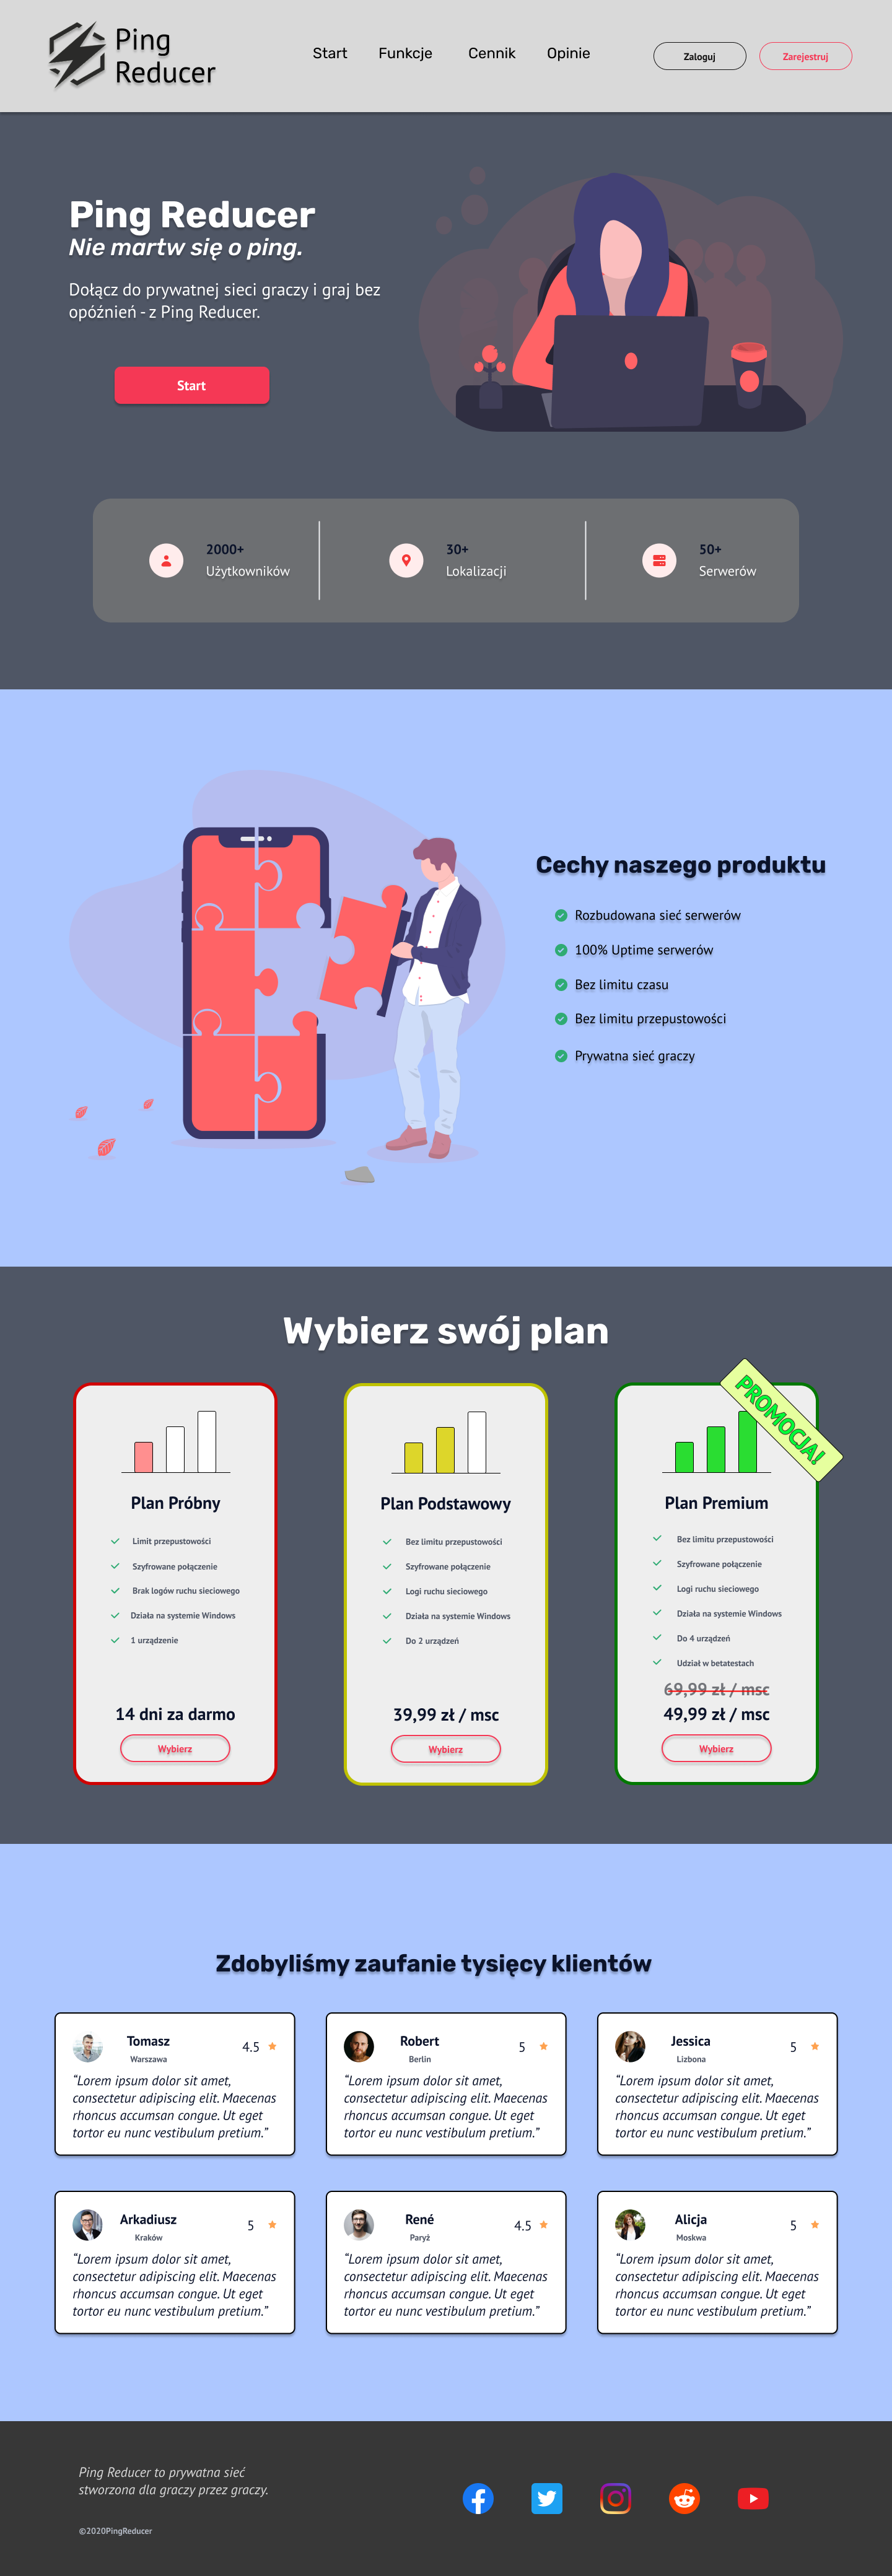 Ping
Reducer
Start
Funkcje
Cennik
Opinie
Zaloguj
Zarejestruj
Ping Reducer
Nie martw się o ping.
Dołącz do prywatnej sieci graczy i graj bez
opóźnień - z Ping Reducer.
Start
2000+
Użytkowników
30+
Lokalizacji
50+
Serwerów
Cechy naszego produktu
Rozbudowana sieć serwerów
100% Uptime serwerów
Bez limitu czasu
Bez limitu przepustowości
Prywatna sieć graczy
Wybierz swój plan
Plan Próbny
Limit przepustowości
Szyfrowane połączenie
Brak logów ruchu sieciowego
Działa na systemie Windows
1 urządzenie
14 dni za darmo
Wybierz
Plan Podstawowy
Bez limitu przepustowości
Szyfrowane połączenie
Logi ruchu sieciowego
Działa na systemie Windows
Do 2 urządzeń
39,99 zł / msc
Wybierz
PROMOCJA!
Plan Premium
Bez limitu przepustowości
Szyfrowane połączenie
Logi ruchu sieciowego
Działa na systemie Windows
Do 4 urządzeń
Udział w betatestach
69,99 zł / msc
49,99 zł / msc
Wybierz
Zdobyliśmy zaufanie tysięcy klientów
Tomasz
Warszawa
4.5
“Lorem ipsum dolor sit amet,
consectetur adipiscing elit. Maecenas
rhoncus accumsan congue. Ut eget
tortor eu nunc vestibulum pretium.”
Robert
Berlin
5
“Lorem ipsum dolor sit amet,
consectetur adipiscing elit. Maecenas
rhoncus accumsan congue. Ut eget
tortor eu nunc vestibulum pretium.”
Jessica
Lizbona
5
“Lorem ipsum dolor sit amet,
consectetur adipiscing elit. Maecenas
rhoncus accumsan congue. Ut eget
tortor eu nunc vestibulum pretium.”
Arkadiusz
Kraków
5
“Lorem ipsum dolor sit amet,
consectetur adipiscing elit. Maecenas
rhoncus accumsan congue. Ut eget
tortor eu nunc vestibulum pretium.”
René
Paryż
4.5
“Lorem ipsum dolor sit amet,
consectetur adipiscing elit. Maecenas
rhoncus accumsan congue. Ut eget
tortor eu nunc vestibulum pretium.”
Alicja
Moskwa
5
“Lorem ipsum dolor sit amet,
consectetur adipiscing elit. Maecenas
rhoncus accumsan congue. Ut eget
tortor eu nunc vestibulum pretium.”
Ping Reducer to prywatna sieć
stworzona dla graczy przez graczy.
©2020PingReducer